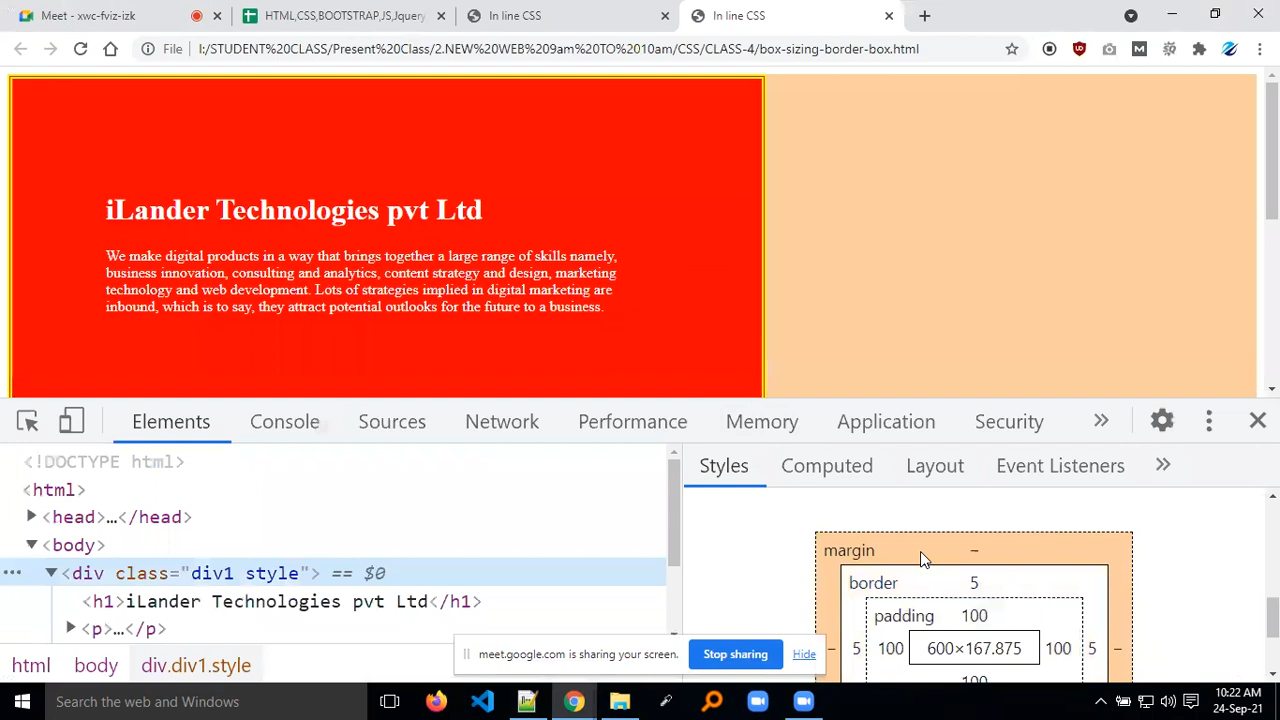 Meet - xwc-fviz-izk
HTML,CSS,BOOTSTRAP,JS,Jquery
In line CSS
In line CSS
File
I:/STUDENT%20CLASS/Present%20Class/2.NEW%20WEB%209am%20TO%2010am/CSS/CLASS-4/box-sizing-border-box.html
iLander Technologies pvt Ltd
We make digital products in a way that brings together a large range of skills namely,
business innovation, consulting and analytics, content strategy and design, marketing
technology and web development. Lots of strategies implied in digital marketing are
inbound, which is to say, they attract potential outlooks for the future to a business.
Elements Console Sources Network Performance Memory Application Security »
<!DOCTYPE html>
<html>
<head>…</head>
<body>
··· <div class="div1 style"> == $0
<h1>iLander Technologies pvt Ltd</h1>
<p>…</p>
html body div.div1.style
Styles Computed Layout Event Listeners »
margin –
border 5
padding 100
– 5 100 600×167.875 100 5 –
100
meet.google.com is sharing your screen. Stop sharing Hide
Search the web and Windows
10:22 AM
24-Sep-21